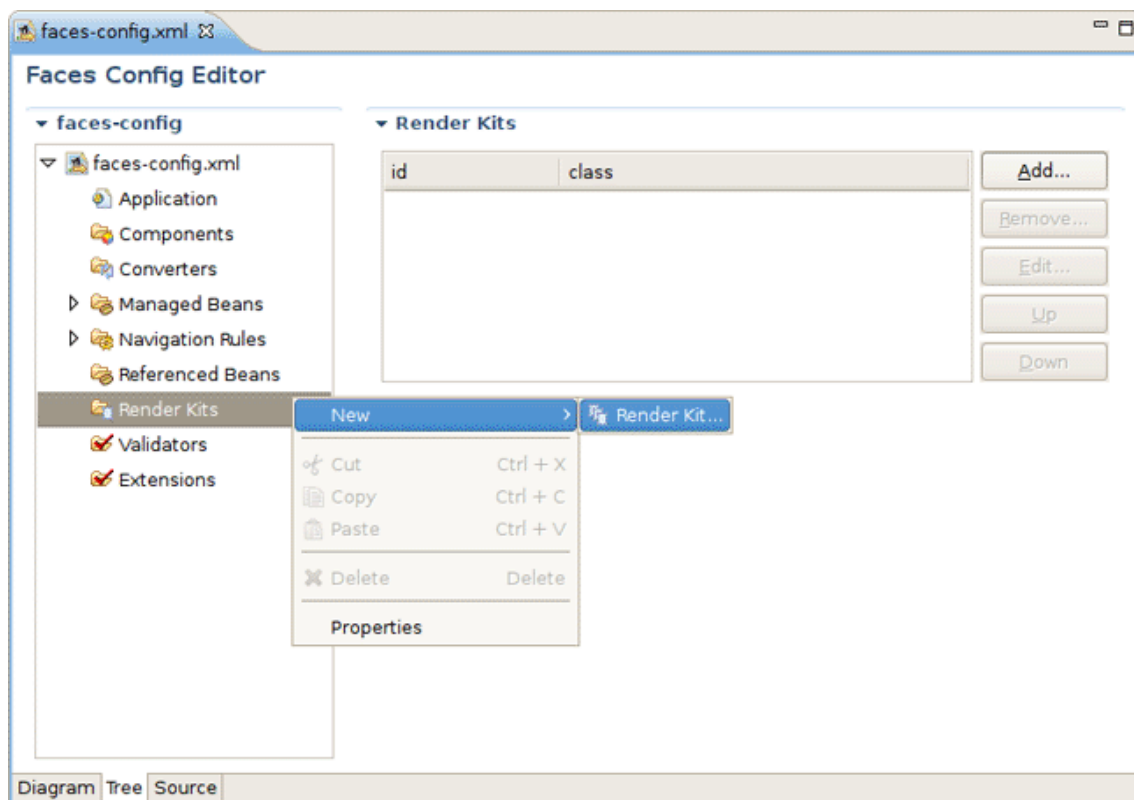 faces-config.xml
Faces Config Editor
faces-config
Render Kits
faces-config.xml
Application
Components
Converters
Managed Beans
Navigation Rules
Referenced Beans
Render Kits
Validators
Extensions
id class
Add...
Remove...
Edit...
Up
Down
New
Render Kit...
Cut Ctrl + X
Copy Ctrl + C
Paste Ctrl + V
Delete Delete
Properties
Diagram Tree Source